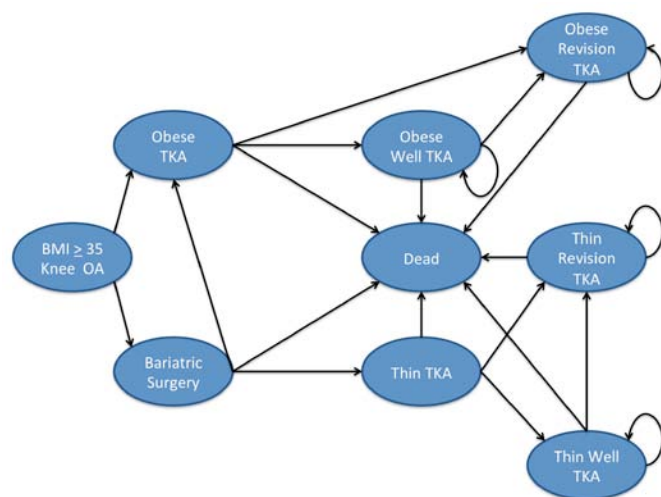 Obese
Revision
TKA
Obese
TKA
Obese
Well TKA
BMI ≥ 35
Knee OA
Dead
Thin
Revision
TKA
Bariatric
Surgery
Thin TKA
Thin Well
TKA